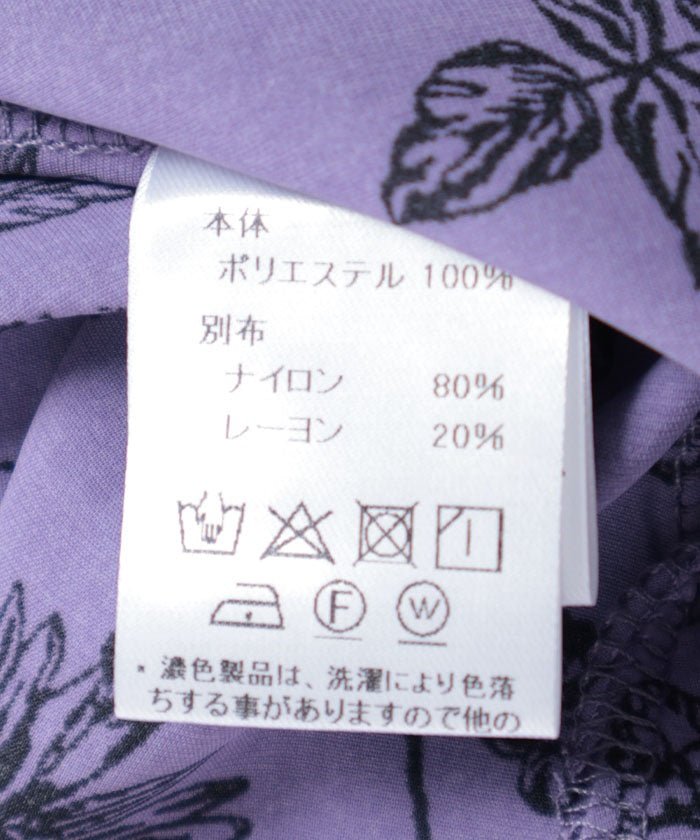 本体
ポリエステル 100%
別布
ナイロン 80%
レーヨン 20%
F W
* 濃色製品は、洗濯により色落
ちする事がありますので他の